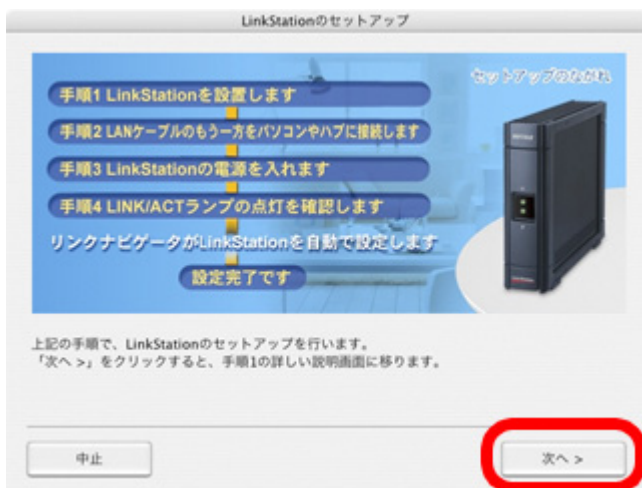 LinkStationのセットアップ
セットアップのながれ
手順1 LinkStationを設置します
手順2 LANケーブルのもう一方をパソコンやハブに接続します
手順3 LinkStationの電源を入れます
手順4 LINK/ACTランプの点灯を確認します
リンクナビゲータがLinkStationを自動で設定します
設定完了です
上記の手順で、LinkStationのセットアップを行います。
「次へ >」をクリックすると、手順1の詳しい説明画面に移ります。
中止
次へ >